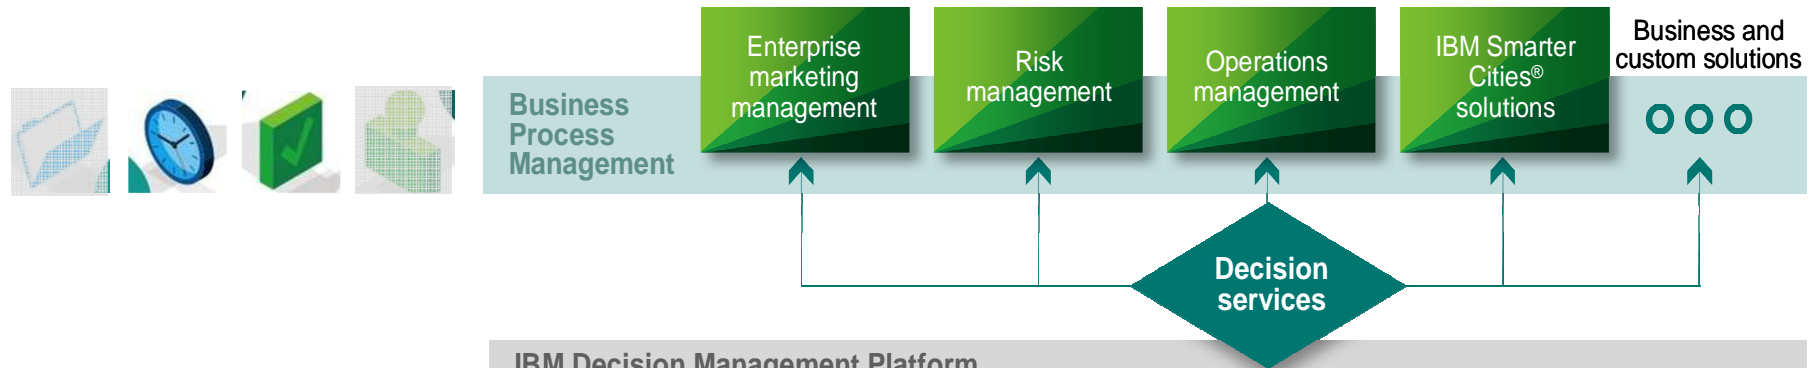 Business
Process
Management
Enterprise
marketing
management
Risk
management
Operations
management
IBM Smarter
Cities®
solutions
Business and
custom solutions
Decision
services
IBM Decision Management Platform